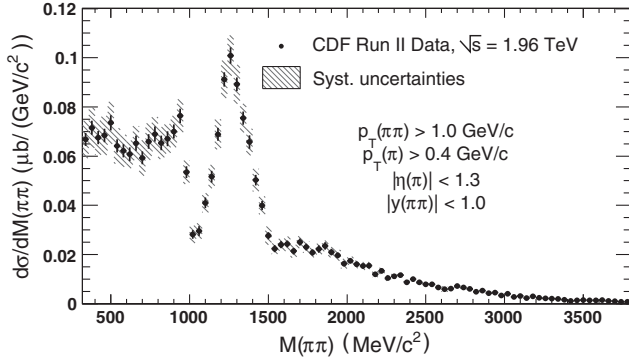 dσ/dM(ππ) (μb/(GeV/c²))
0.12
0.1
0.08
0.06
0.04
0.02
0
CDF Run II Data, √s = 1.96 TeV
Syst. uncertainties
p_T(ππ) > 1.0 GeV/c
p_T(π) > 0.4 GeV/c
|η(π)| < 1.3
|y(ππ)| < 1.0
500 1000 1500 2000 2500 3000 3500
M(ππ) (MeV/c²)